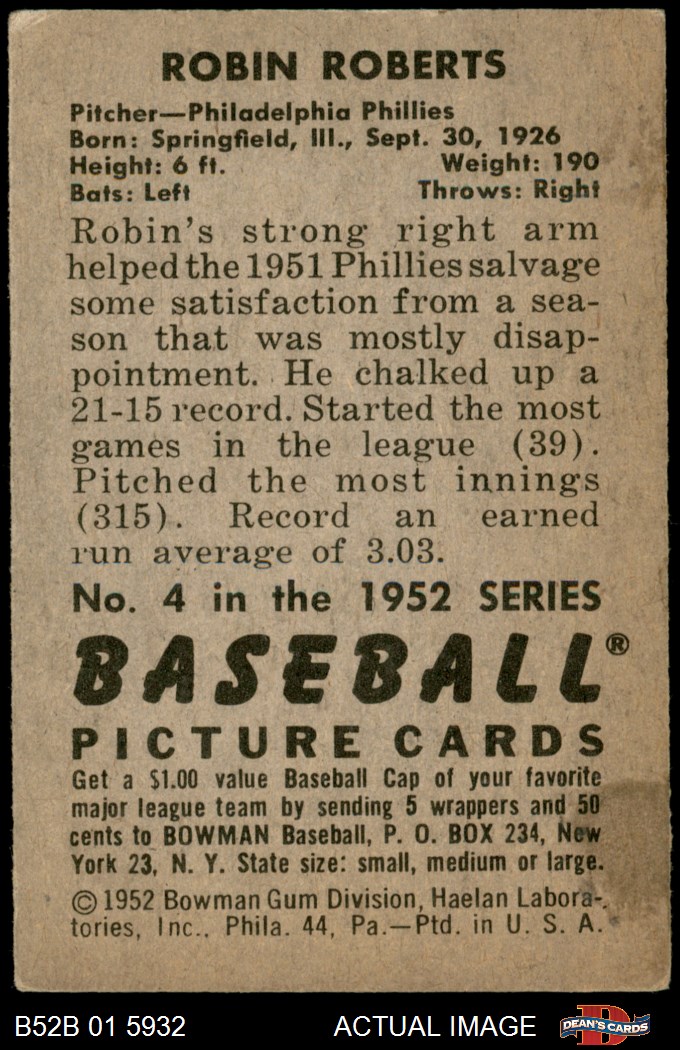 ROBIN ROBERTS
Pitcher—Philadelphia Phillies
Born: Springfield, Ill., Sept. 30, 1926
Height: 6 ft. Weight: 190
Bats: Left Throws: Right
Robin's strong right arm
helped the 1951 Phillies salvage
some satisfaction from a sea-
son that was mostly disap-
pointment. He chalked up a
21-15 record. Started the most
games in the league (39).
Pitched the most innings
(315). Record an earned
run average of 3.03.
No. 4 in the 1952 SERIES
BASEBALL®
PICTURE CARDS
Get a $1.00 value Baseball Cap of your favorite
major league team by sending 5 wrappers and 50
cents to BOWMAN Baseball, P. O. BOX 234, New
York 23, N. Y. State size: small, medium or large.
© 1952 Bowman Gum Division, Haelan Labora-
tories, Inc., Phila. 44, Pa.—Ptd. in U. S. A.
B52B 01 5932 ACTUAL IMAGE D DEAN'S CARDS